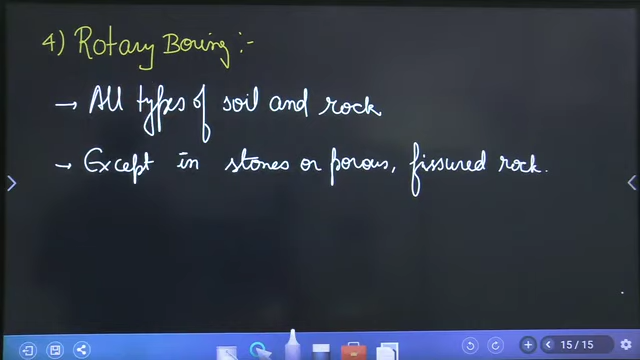 4) Rotary Boring :-
→ All types of soil and rock
→ Except in stones or porous, fissured rock.
15 / 15